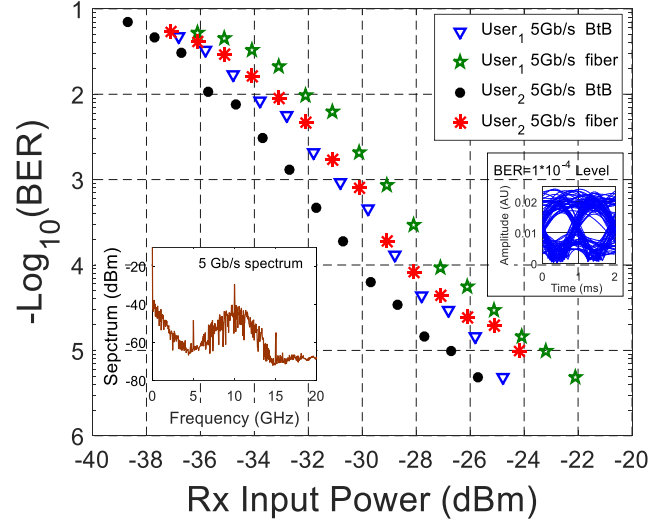 User1 5Gb/s BtB
User1 5Gb/s fiber
User2 5Gb/s BtB
User2 5Gb/s fiber
BER=1*10-4 Level
Amplitude (AU)
0.02
0.01
0
0 1 2
Time (ms)
5 Gb/s spectrum
Sepctrum (dBm)
-20
-40
-60
-80
0 5 10 15 20
Frequency (GHz)
-Log10(BER)
1
2
3
4
5
6
-40 -38 -36 -34 -32 -30 -28 -26 -24 -22 -20
Rx Input Power (dBm)